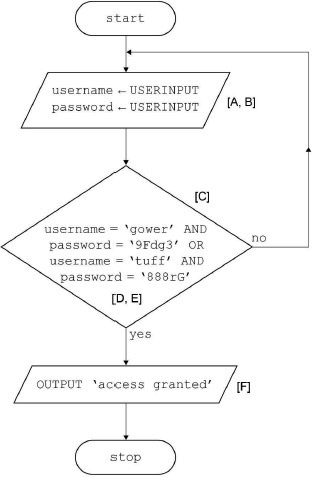 start
username ← USERINPUT
password ← USERINPUT
[A, B]
[C]
username = ‘gower’ AND
password = ‘9Fdg3’ OR
username = ‘tuff’ AND
password = ‘888rG’
[D, E]
no
yes
OUTPUT ‘access granted’
[F]
stop